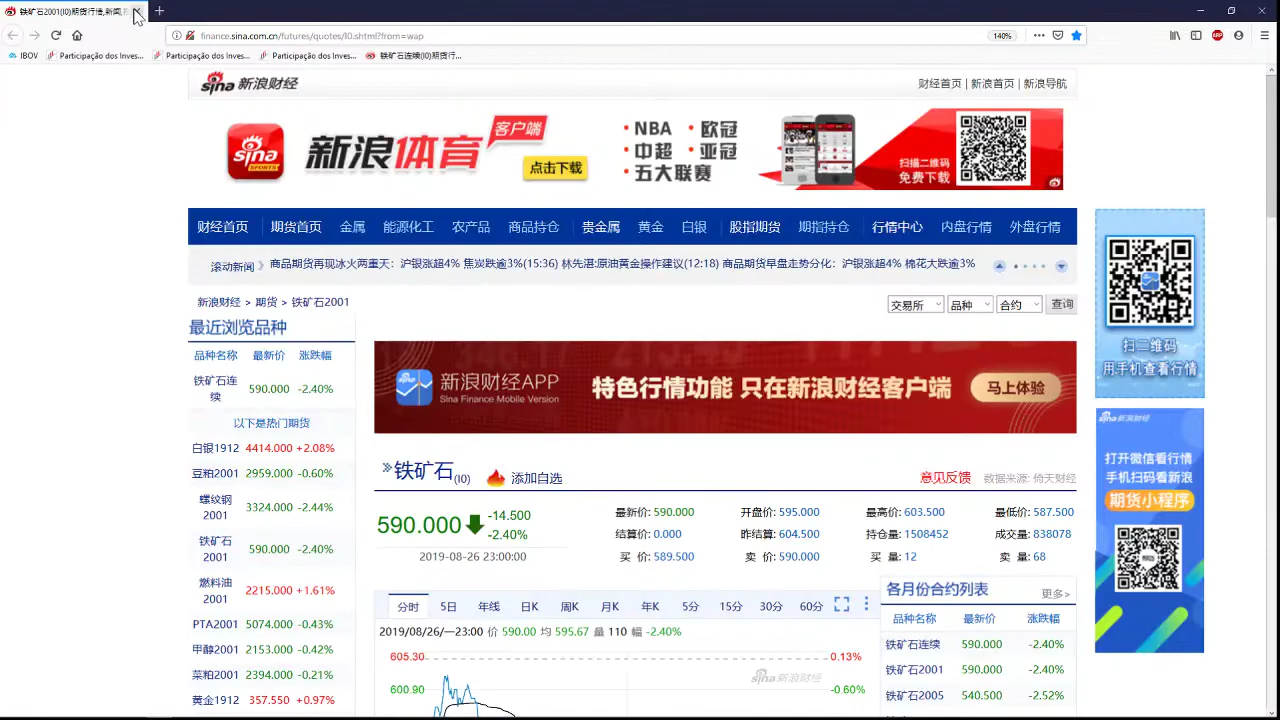 铁矿石2001(I0)期货行情,新闻,
finance.sina.com.cn/futures/quotes/I0.shtml?from=wap
140%
IBOV
Participação dos Inves...
Participação dos Inves...
Participação dos Inves...
铁矿石连续(I0)期货行...
sina 新浪财经
财经首页 | 新浪首页 | 新浪导航
sina SPORTS
新浪体育 客户端
点击下载
• NBA • 欧冠
• 中超 • 亚冠
• 五大联赛
扫描二维码
免费下载
财经首页 期货首页 金属 能源化工 农产品 商品持仓 贵金属 黄金 白银 股指期货 期指持仓 行情中心 内盘行情 外盘行情
滚动新闻 》 商品期货再现冰火两重天：沪银涨超4% 焦炭跌逾3%(15:36) 林先湛:原油黄金操作建议(12:18) 商品期货早盘走势分化：沪银涨超4% 棉花大跌逾3%
新浪财经 > 期货 > 铁矿石2001
交易所 品种 合约 查询
最近浏览品种
品种名称 最新价 涨跌幅
铁矿石连续 590.000 -2.40%
以下是热门期货
白银1912 4414.000 +2.08%
豆粕2001 2959.000 -0.60%
螺纹钢2001 3324.000 -2.44%
铁矿石2001 590.000 -2.40%
燃料油2001 2215.000 +1.61%
PTA2001 5074.000 -0.43%
甲醇2001 2153.000 -0.42%
菜粕2001 2394.000 -0.21%
黄金1912 357.550 +0.97%
新浪财经APP
Sina Finance Mobile Version
特色行情功能 只在新浪财经客户端
马上体验
铁矿石(I0) 添加自选
意见反馈 数据来源: 倚天财经
590.000 -14.500
-2.40%
2019-08-26 23:00:00
最新价: 590.000 开盘价: 595.000 最高价: 603.500 最低价: 587.500
结算价: 0.000 昨结算: 604.500 持仓量: 1508452 成交量: 838078
买 价: 589.500 卖 价: 590.000 买 量: 12 卖 量: 68
分时 5日 年线 日K 周K 月K 年K 5分 15分 30分 60分
2019/08/26/一23:00 价 590.00 均 595.67 量 110 幅 -2.40%
605.30 0.13%
sina 新浪财经
600.90 -0.60%
各月份合约列表 更多>
品种名称 最新价 涨跌幅
铁矿石连续 590.000 -2.40%
铁矿石2001 590.000 -2.40%
铁矿石2005 540.500 -2.52%
扫二维码
用手机查看行情
sina 新浪财经
打开微信看行情
手机扫码看新浪
期货小程序